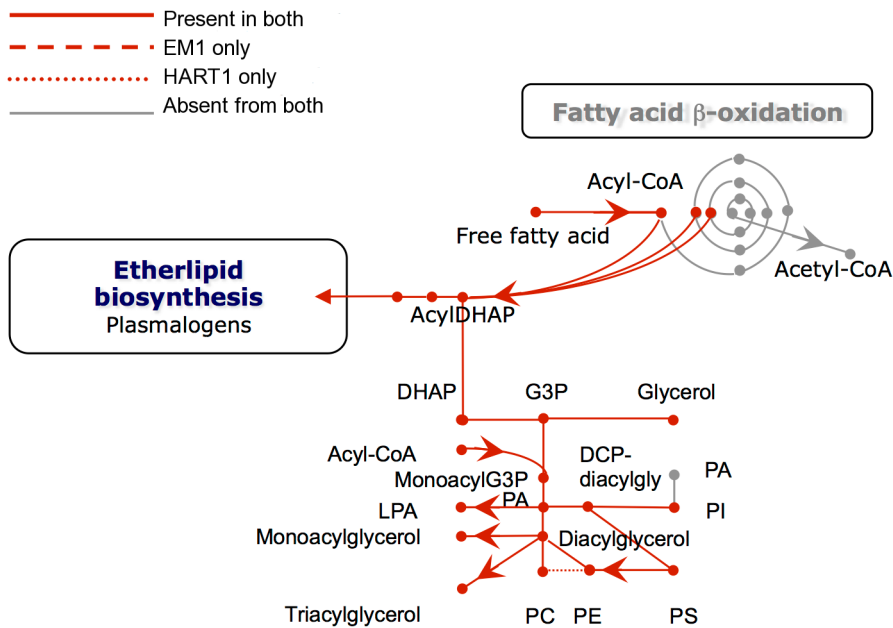 Present in both
EM1 only
HART1 only
Absent from both
Fatty acid β-oxidation
Acyl-CoA
Free fatty acid
Acetyl-CoA
Etherlipid
biosynthesis
Plasmalogens
AcylDHAP
DHAP
G3P
Glycerol
Acyl-CoA
DCP-
diacylgly
PA
MonoacylG3P
PA
LPA
PI
Monoacylglycerol
Diacylglycerol
Triacylglycerol
PC
PE
PS